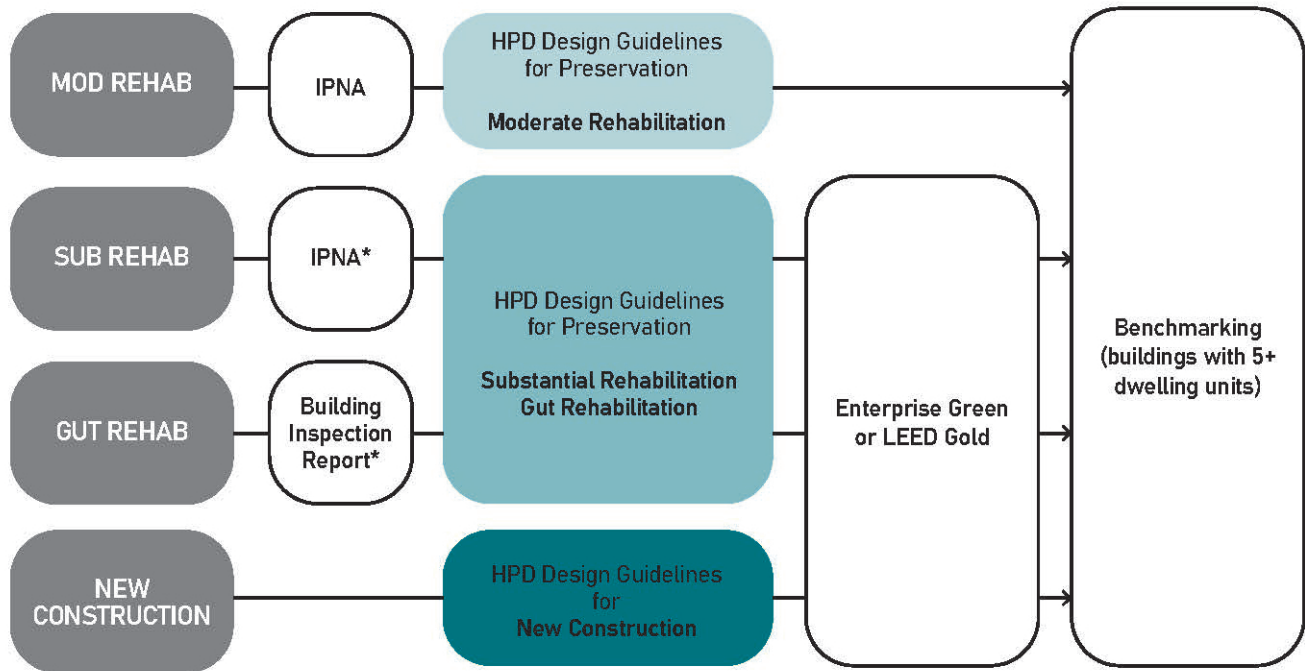 MOD REHAB
IPNA
HPD Design Guidelines
for Preservation
Moderate Rehabilitation
SUB REHAB
IPNA*
HPD Design Guidelines
for Preservation
Substantial Rehabilitation
Gut Rehabilitation
GUT REHAB
Building
Inspection
Report*
Enterprise Green
or LEED Gold
Benchmarking
(buildings with 5+
dwelling units)
NEW
CONSTRUCTION
HPD Design Guidelines
for
New Construction